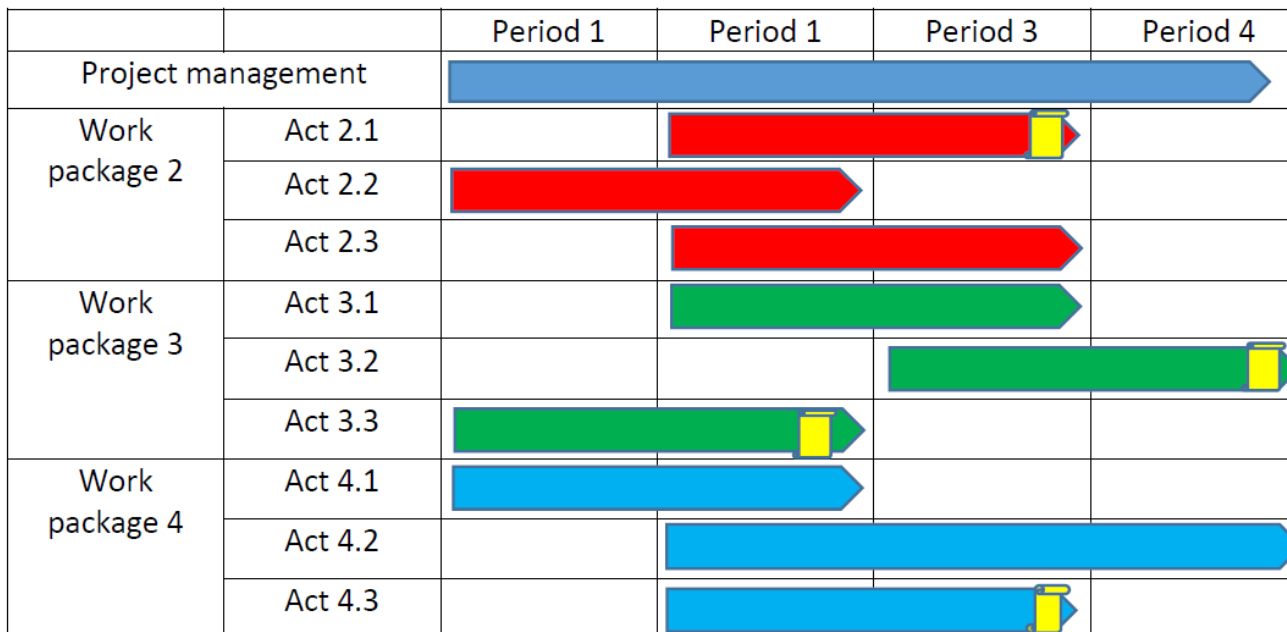 Period 1 Period 1 Period 3 Period 4
Project management
Work Act 2.1
package 2
Act 2.2
Act 2.3
Work Act 3.1
package 3
Act 3.2
Act 3.3
Work Act 4.1
package 4
Act 4.2
Act 4.3